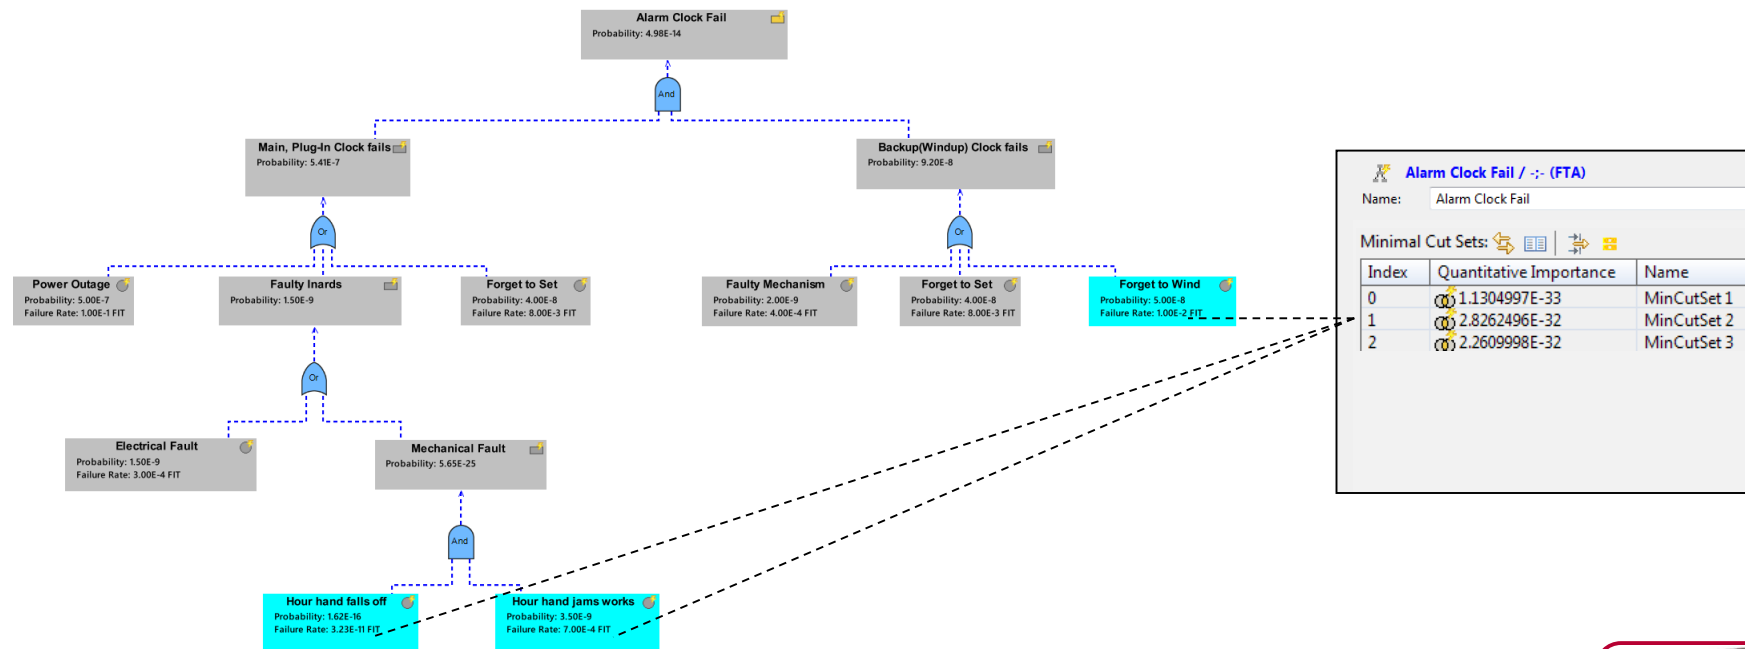 Alarm Clock Fail
Probability: 4.98E-14
And
Main, Plug-In Clock fails
Probability: 5.41E-7
Backup(Windup) Clock fails
Probability: 9.20E-8
Or
Or
Power Outage
Probability: 5.00E-7
Failure Rate: 1.00E-1 FIT
Faulty Inards
Probability: 1.50E-9
Forget to Set
Probability: 4.00E-8
Failure Rate: 8.00E-3 FIT
Faulty Mechanism
Probability: 2.00E-9
Failure Rate: 4.00E-4 FIT
Forget to Set
Probability: 4.00E-8
Failure Rate: 8.00E-3 FIT
Forget to Wind
Probability: 5.00E-8
Failure Rate: 1.00E-2 FIT
Or
Electrical Fault
Probability: 1.50E-9
Failure Rate: 3.00E-4 FIT
Mechanical Fault
Probability: 5.65E-25
And
Hour hand falls off
Probability: 1.62E-16
Failure Rate: 3.23E-11 FIT
Hour hand jams works
Probability: 3.50E-9
Failure Rate: 7.00E-4 FIT
Alarm Clock Fail / -;- (FTA)
Name: Alarm Clock Fail
Minimal Cut Sets:
Index Quantitative Importance Name
0 1.1304997E-33 MinCutSet 1
1 2.8262496E-32 MinCutSet 2
2 2.2609998E-32 MinCutSet 3